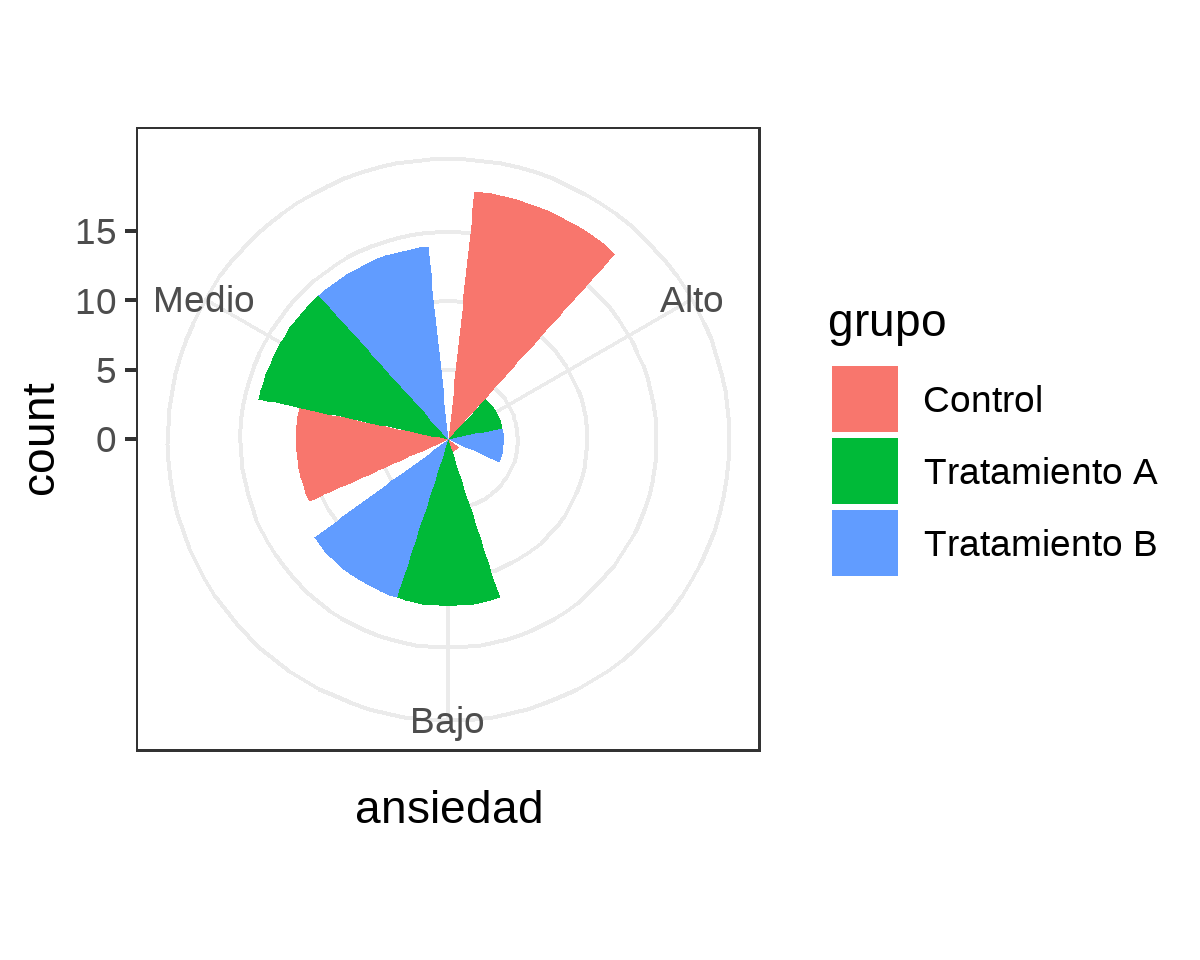 15
10
5
0
count
Medio
Alto
Bajo
ansiedad
grupo
Control
Tratamiento A
Tratamiento B